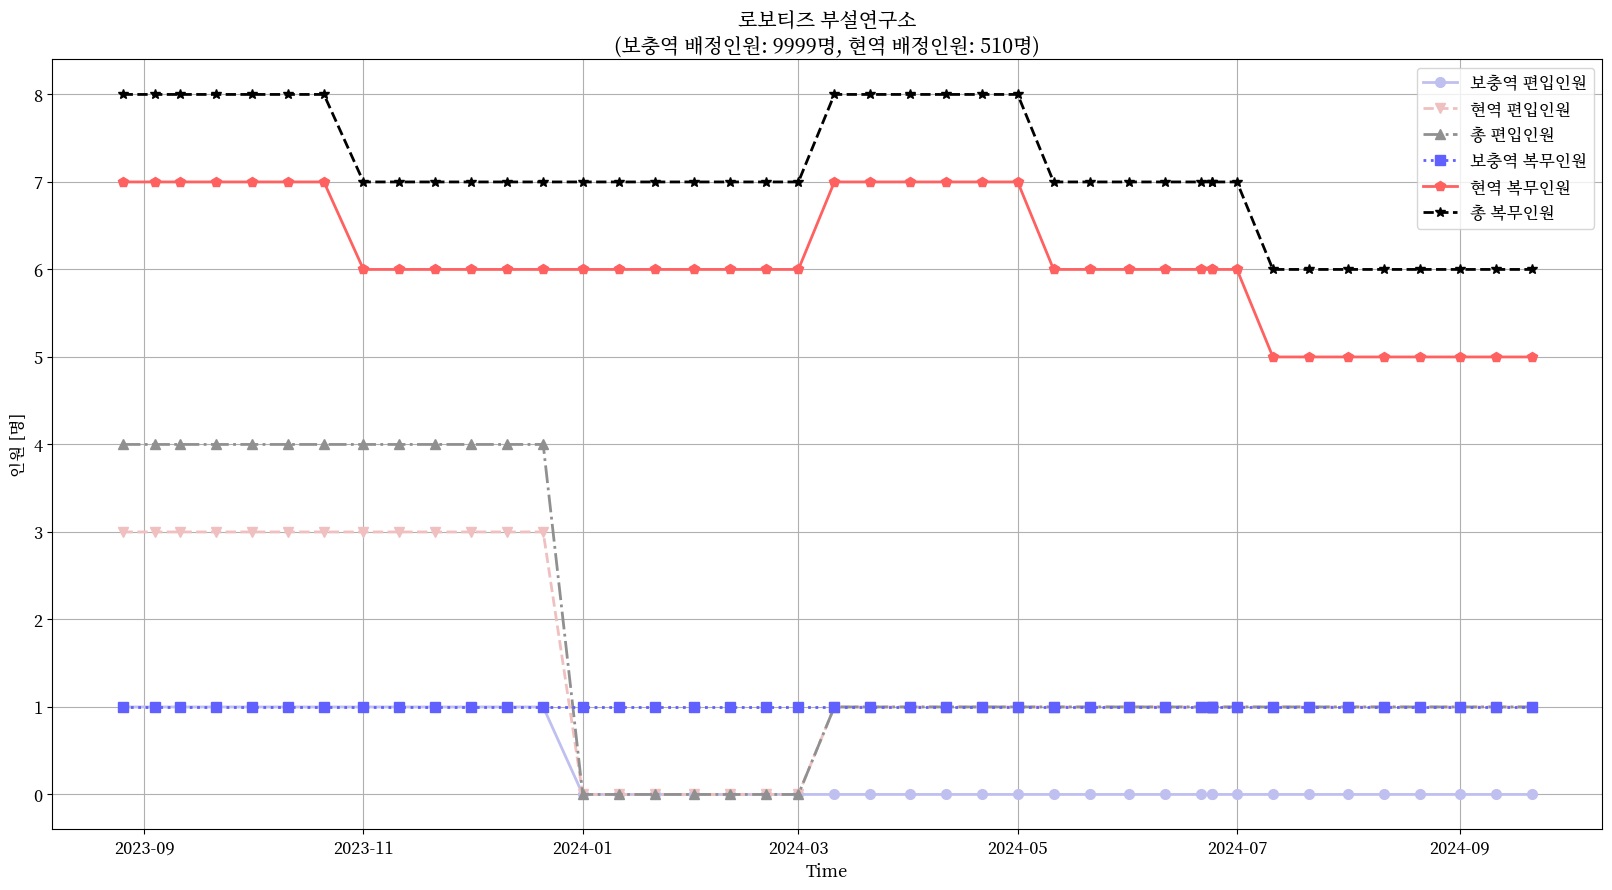 로보티즈 부설연구소
(보충역 배정인원: 9999명, 현역 배정인원: 510명)
보충역 편입인원
현역 편입인원
총 편입인원
보충역 복무인원
현역 복무인원
총 복무인원
인원 [명]
8
7
6
5
4
3
2
1
0
2023-09
2023-11
2024-01
2024-03
2024-05
2024-07
2024-09
Time